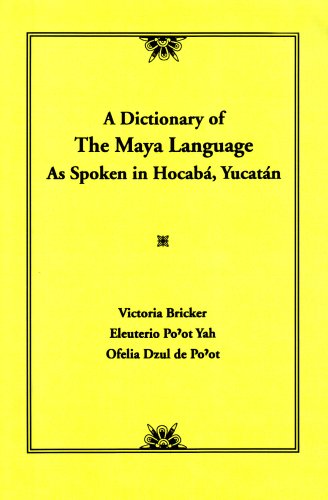 A Dictionary of
The Maya Language
As Spoken in Hocabá, Yucatán
Victoria Bricker
Eleuterio Po’ot Yah
Ofelia Dzul de Po’ot